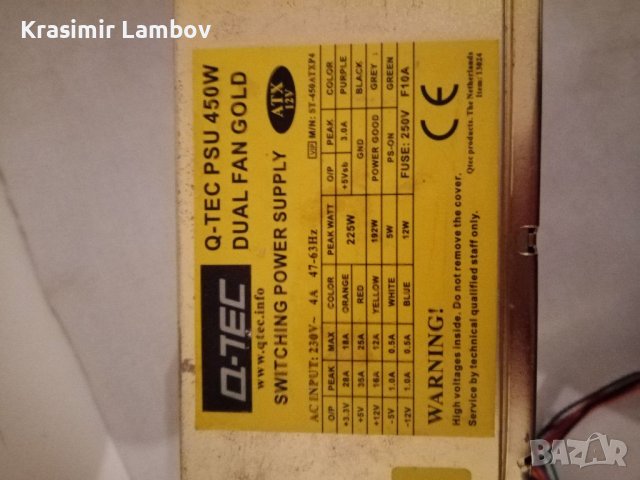 Krasimir Lambov
Q-TEC
www.qtec.info
Q-TEC PSU 450W
DUAL FAN GOLD
SWITCHING POWER SUPPLY
ATX
12V
VIP M/N: ST-450ATXP4
AC INPUT: 230V~ 4A 47-63Hz
O/P PEAK MAX COLOR PEAK WATT O/P PEAK COLOR
+3.3V 28A 18A ORANGE 225W +5Vsb 3.0A PURPLE
+5V 35A 25A RED GND BLACK
+12V 16A 12A YELLOW 192W POWER GOOD GREY
-5V 1.0A 0.5A WHITE 5W PS-ON GREEN
-12V 1.0A 0.5A BLUE 12W FUSE: 250V F10A
WARNING!
High voltages inside. Do not remove the cover.
Service by technical qualified staff only.
CE
Qtec products. The Netherlands
Item: 13024
BAZAR